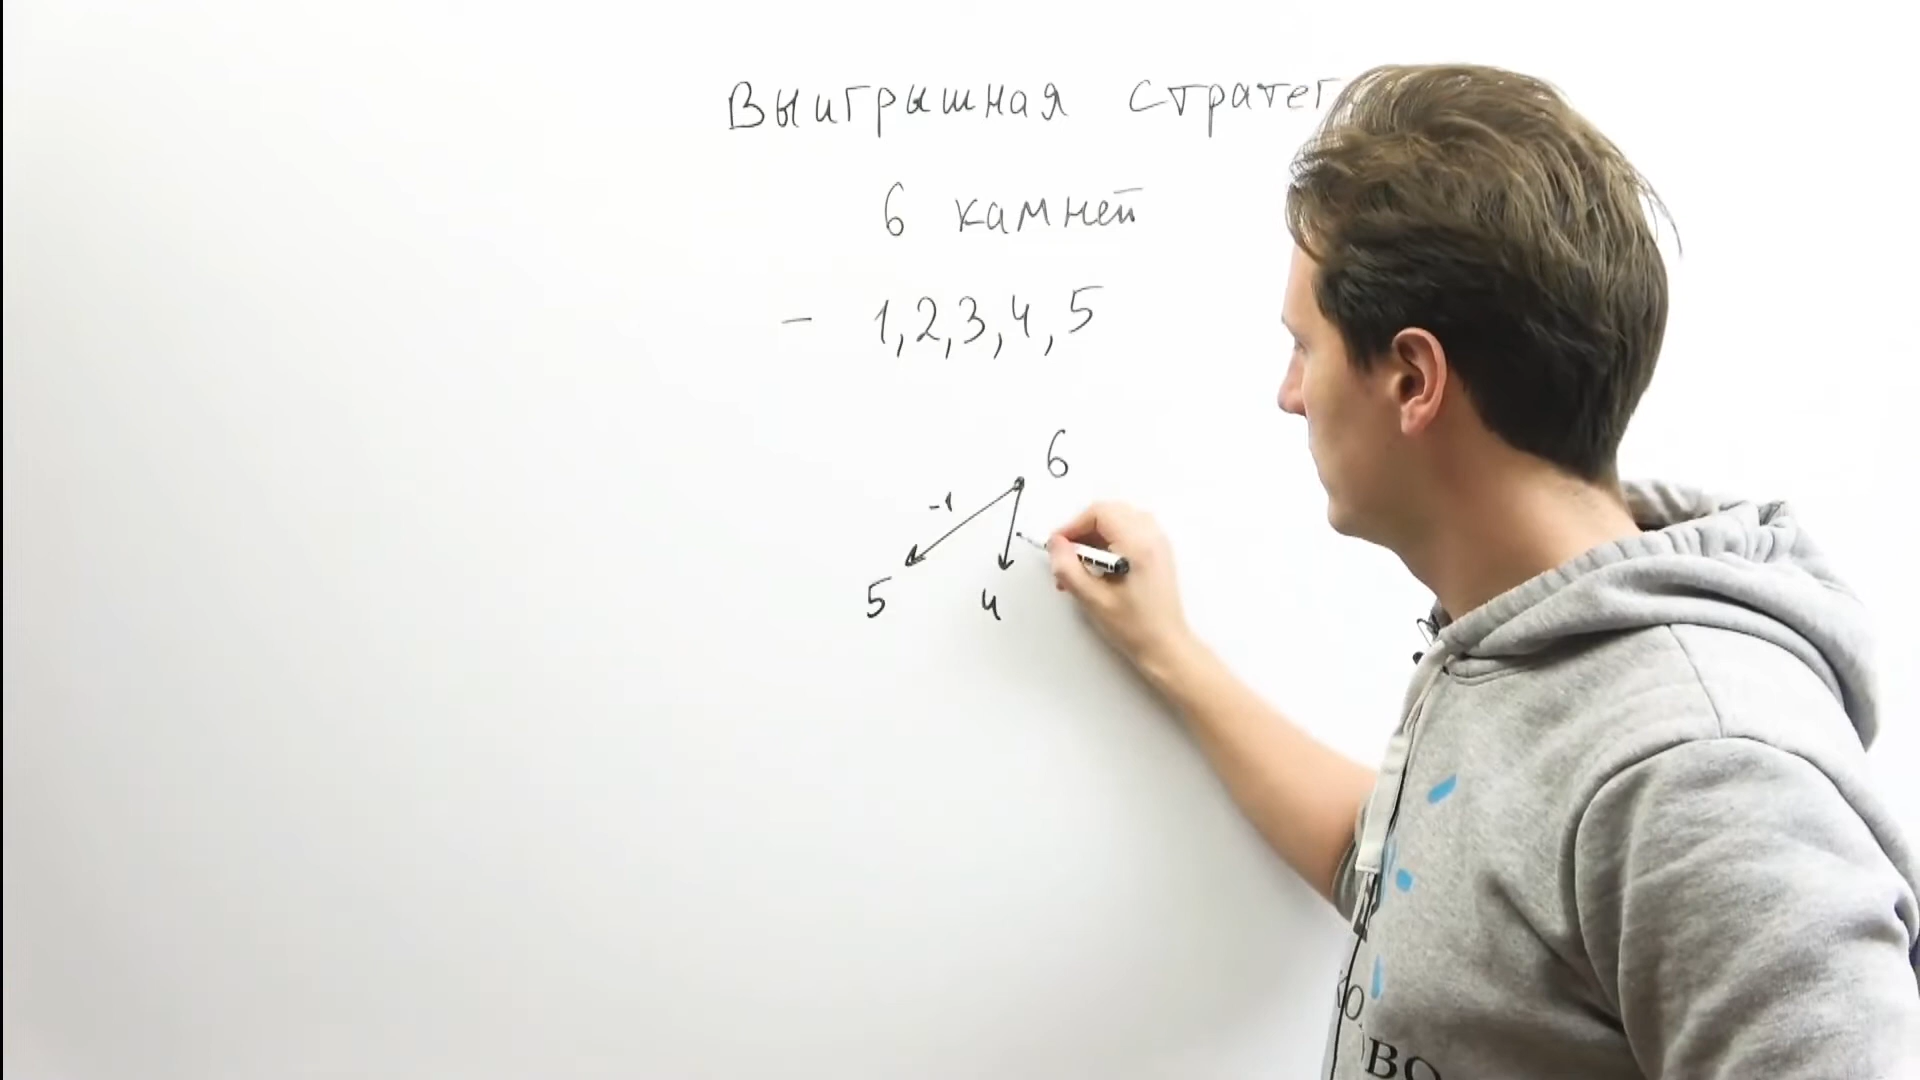 Выигрышная стратег
6 камней
- 1,2,3,4,5
6
-1
5 4